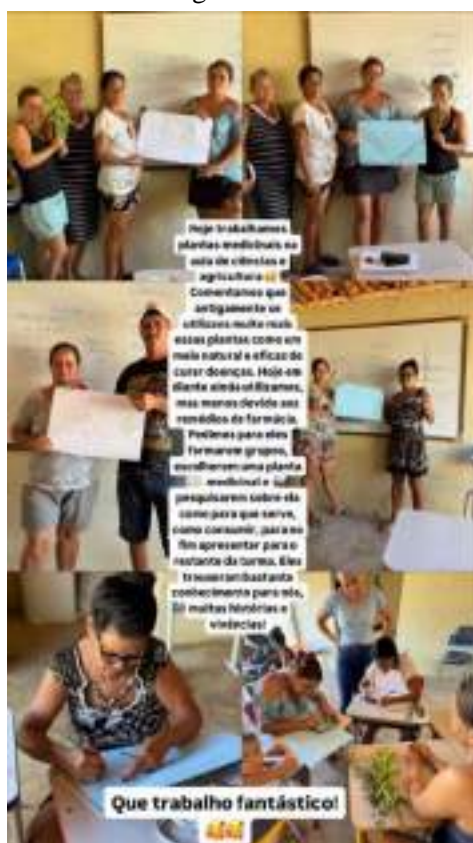 Hoje trabalhamos
plantas medicinais na
aula de ciências e
agricultura
Comentamos que
antigamente se
utilizava muito mais
essas plantas como um
meio natural e eficaz de
curar doenças. Hoje em
diante ainda utilizamos,
mas menos devido aos
remédios de farmácia.
Pedimos para eles
formarem grupos,
escolherem uma planta
medicinal e
pesquisarem sobre ela
como para que serve,
como consumir, para no
fim apresentar para o
restante da turma. Eles
trouxeram bastante
conhecimento para nós,
muitas histórias e
vivências!
Que trabalho fantástico!